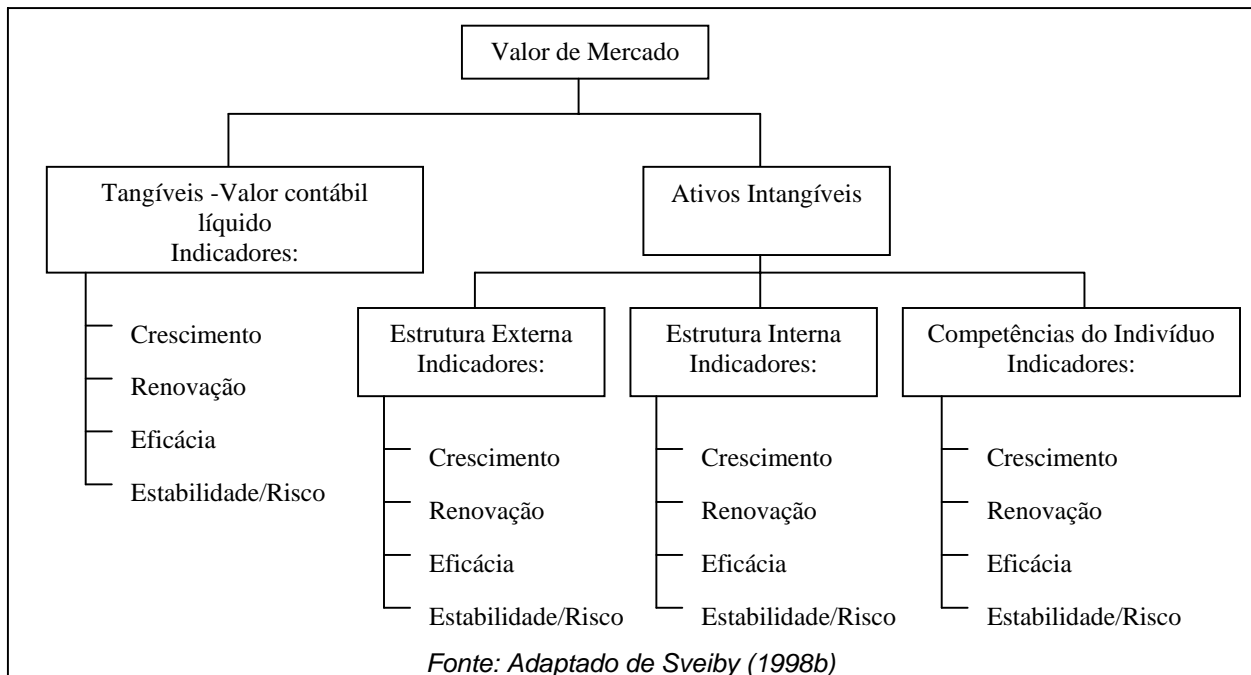 Valor de Mercado
Tangíveis -Valor contábil
líquido
Indicadores:
Crescimento
Renovação
Eficácia
Estabilidade/Risco
Ativos Intangíveis
Estrutura Externa
Indicadores:
Crescimento
Renovação
Eficácia
Estabilidade/Risco
Estrutura Interna
Indicadores:
Crescimento
Renovação
Eficácia
Estabilidade/Risco
Competências do Indivíduo
Indicadores:
Crescimento
Renovação
Eficácia
Estabilidade/Risco
Fonte: Adaptado de Sveiby (1998b)